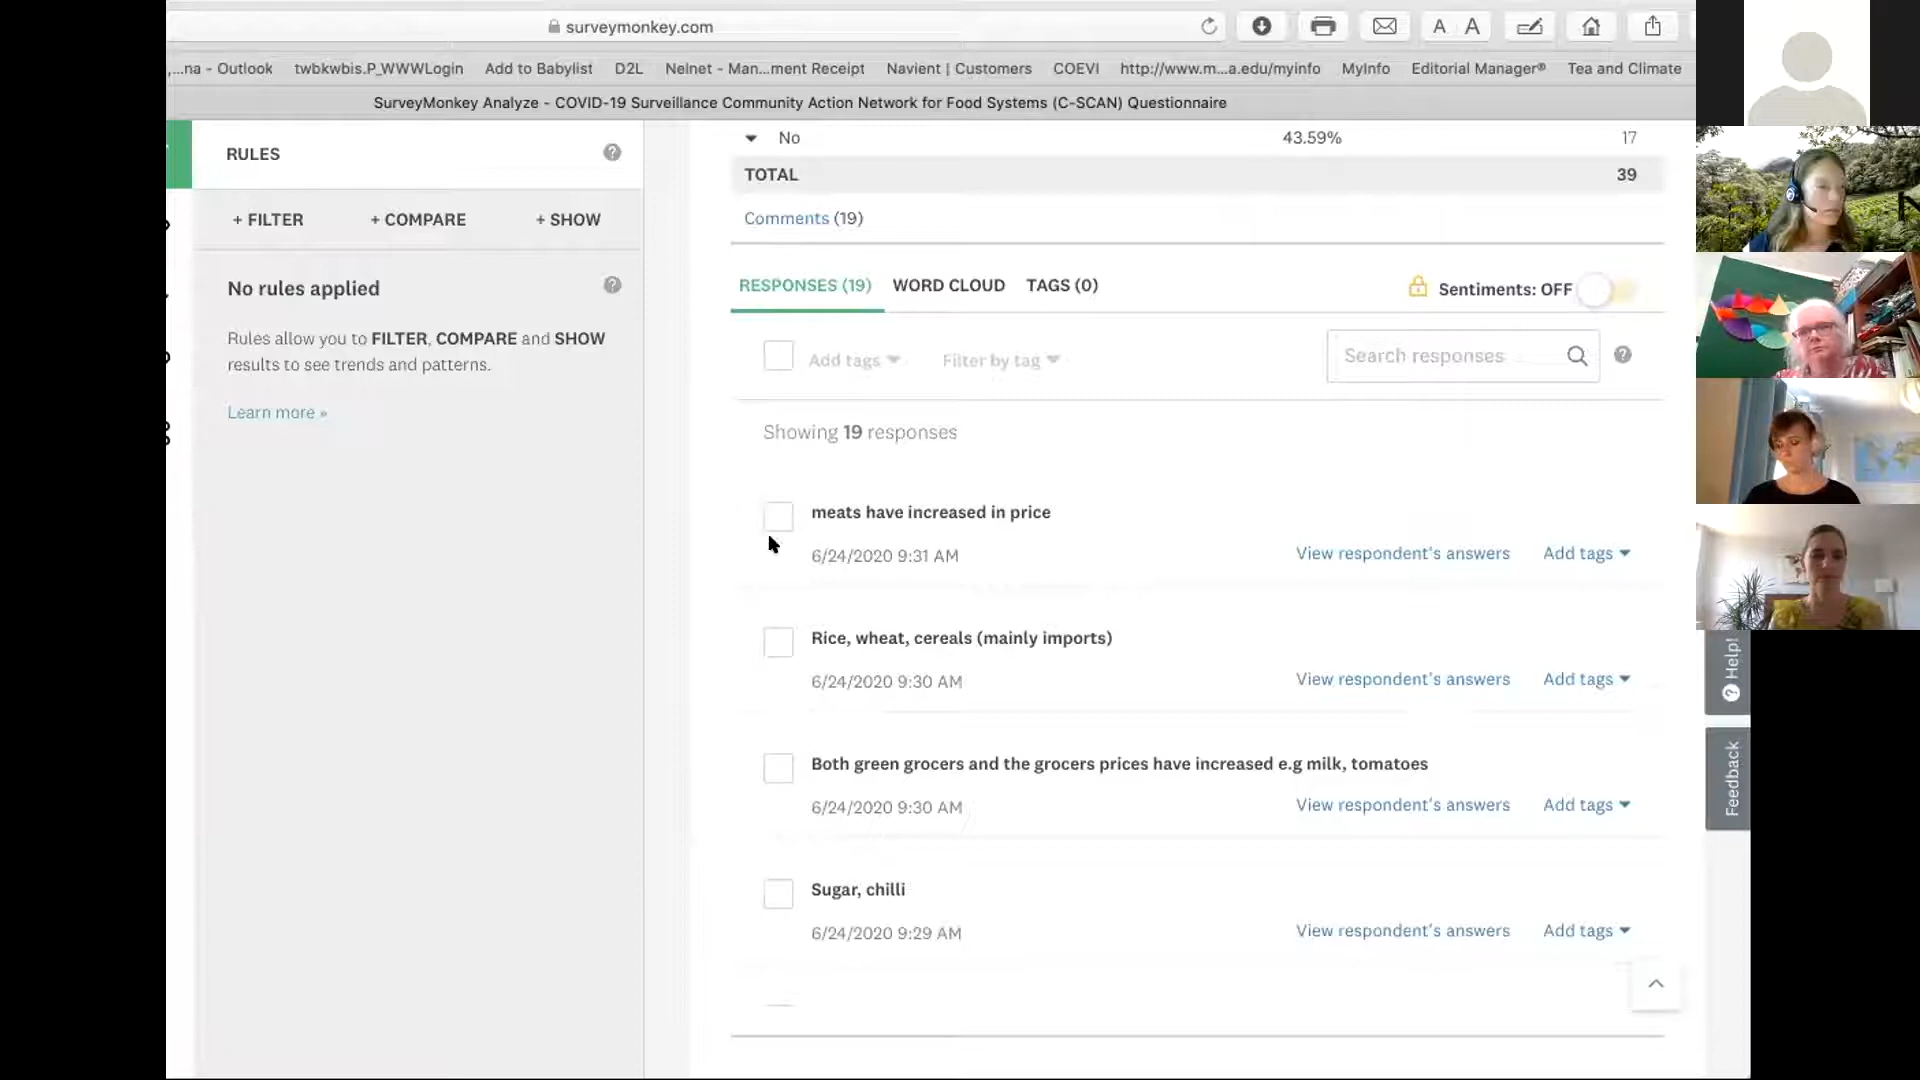 surveymonkey.com
A A
,...na - Outlook twbkwbis.P_WWWLogin Add to Babylist D2L Nelnet - Man...ment Receipt Navient | Customers COEVI http://www.m...a.edu/myinfo MyInfo Editorial Manager® Tea and Climate
SurveyMonkey Analyze - COVID-19 Surveillance Community Action Network for Food Systems (C-SCAN) Questionnaire
RULES
+ FILTER + COMPARE + SHOW
No rules applied
Rules allow you to FILTER, COMPARE and SHOW
results to see trends and patterns.
Learn more »
No 43.59% 17
TOTAL 39
Comments (19)
RESPONSES (19) WORD CLOUD TAGS (0) Sentiments: OFF
Add tags Filter by tag Search responses
Showing 19 responses
meats have increased in price
6/24/2020 9:31 AM View respondent's answers Add tags
Rice, wheat, cereals (mainly imports)
6/24/2020 9:30 AM View respondent's answers Add tags
Both green grocers and the grocers prices have increased e.g milk, tomatoes
6/24/2020 9:30 AM View respondent's answers Add tags
Sugar, chilli
6/24/2020 9:29 AM View respondent's answers Add tags
Help!
Feedback